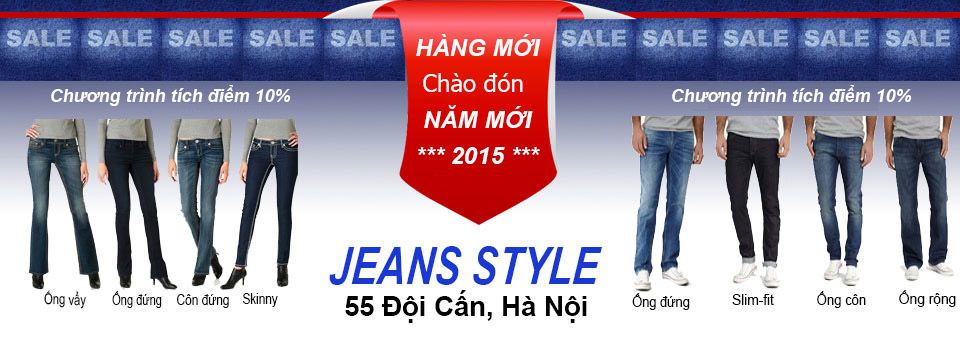 SALE SALE SALE SALE SALE SALE SALE SALE SALE SALE
HÀNG MỚI
Chào đón
NĂM MỚI
*** 2015 ***
Chương trình tích điểm 10%
Chương trình tích điểm 10%
Ống vẩy Ống đứng Côn đứng Skinny
JEANS STYLE
55 Đội Cấn, Hà Nội
Ống đứng Slim-fit Ống côn Ống rộng